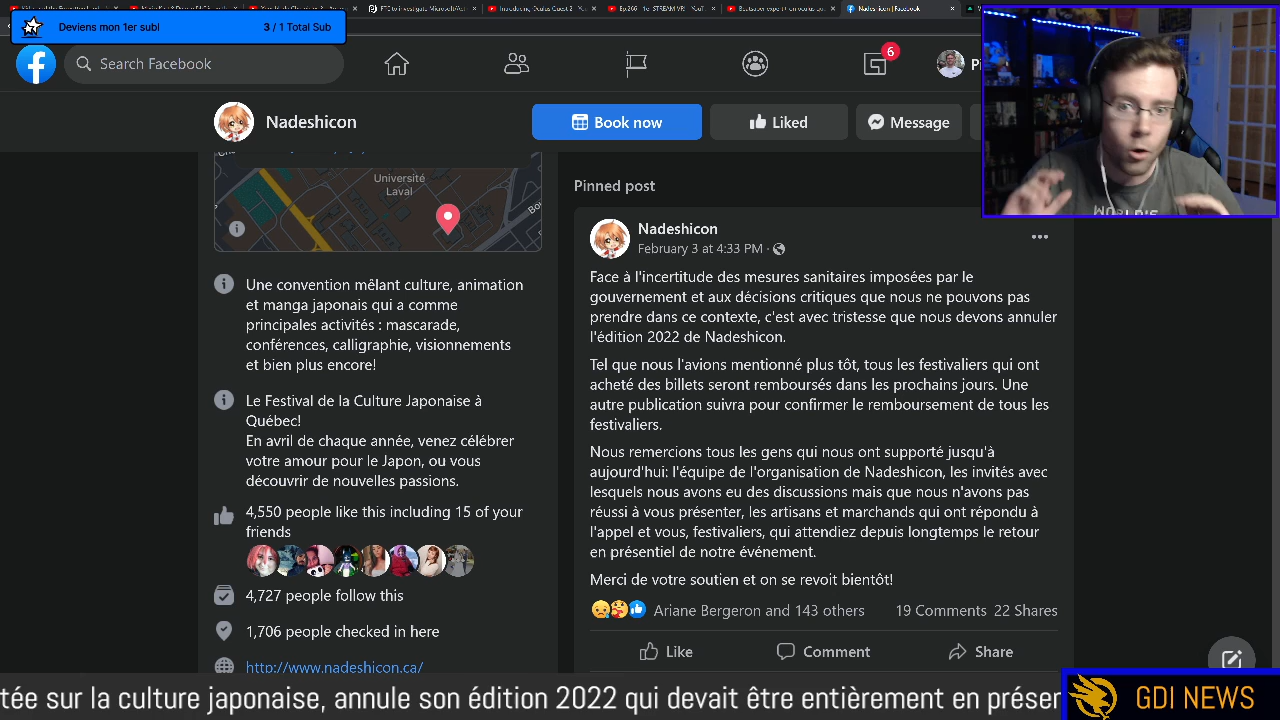 FTC to investigate Microsoft/Act
Introducing Oculus Quest 2
Nadeshicon | Facebook
Deviens mon 1er sub! 3 / 1 Total Sub
Search Facebook
6
Nadeshicon
Book now
Liked
Message
Université
Laval
Une convention mêlant culture, animation
et manga japonais qui a comme
principales activités : mascarade,
conférences, calligraphie, visionnements
et bien plus encore!
Le Festival de la Culture Japonaise à
Québec!
En avril de chaque année, venez célébrer
votre amour pour le Japon, ou vous
découvrir de nouvelles passions.
4,550 people like this including 15 of your
friends
4,727 people follow this
1,706 people checked in here
http://www.nadeshicon.ca/
Pinned post
Nadeshicon
February 3 at 4:33 PM ·
Face à l'incertitude des mesures sanitaires imposées par le
gouvernement et aux décisions critiques que nous ne pouvons pas
prendre dans ce contexte, c'est avec tristesse que nous devons annuler
l'édition 2022 de Nadeshicon.
Tel que nous l'avions mentionné plus tôt, tous les festivaliers qui ont
acheté des billets seront remboursés dans les prochains jours. Une
autre publication suivra pour confirmer le remboursement de tous les
festivaliers.
Nous remercions tous les gens qui nous ont supporté jusqu'à
aujourd'hui: l'équipe de l'organisation de Nadeshicon, les invités avec
lesquels nous avons eu des discussions mais que nous n'avons pas
réussi à vous présenter, les artisans et marchands qui ont répondu à
l'appel et vous, festivaliers, qui attendiez depuis longtemps le retour
en présentiel de notre événement.
Merci de votre soutien et on se revoit bientôt!
Ariane Bergeron and 143 others 19 Comments 22 Shares
Like Comment Share
WORLD'S
tée sur la culture japonaise, annule son édition 2022 qui devait être entièrement en présen
GDI NEWS